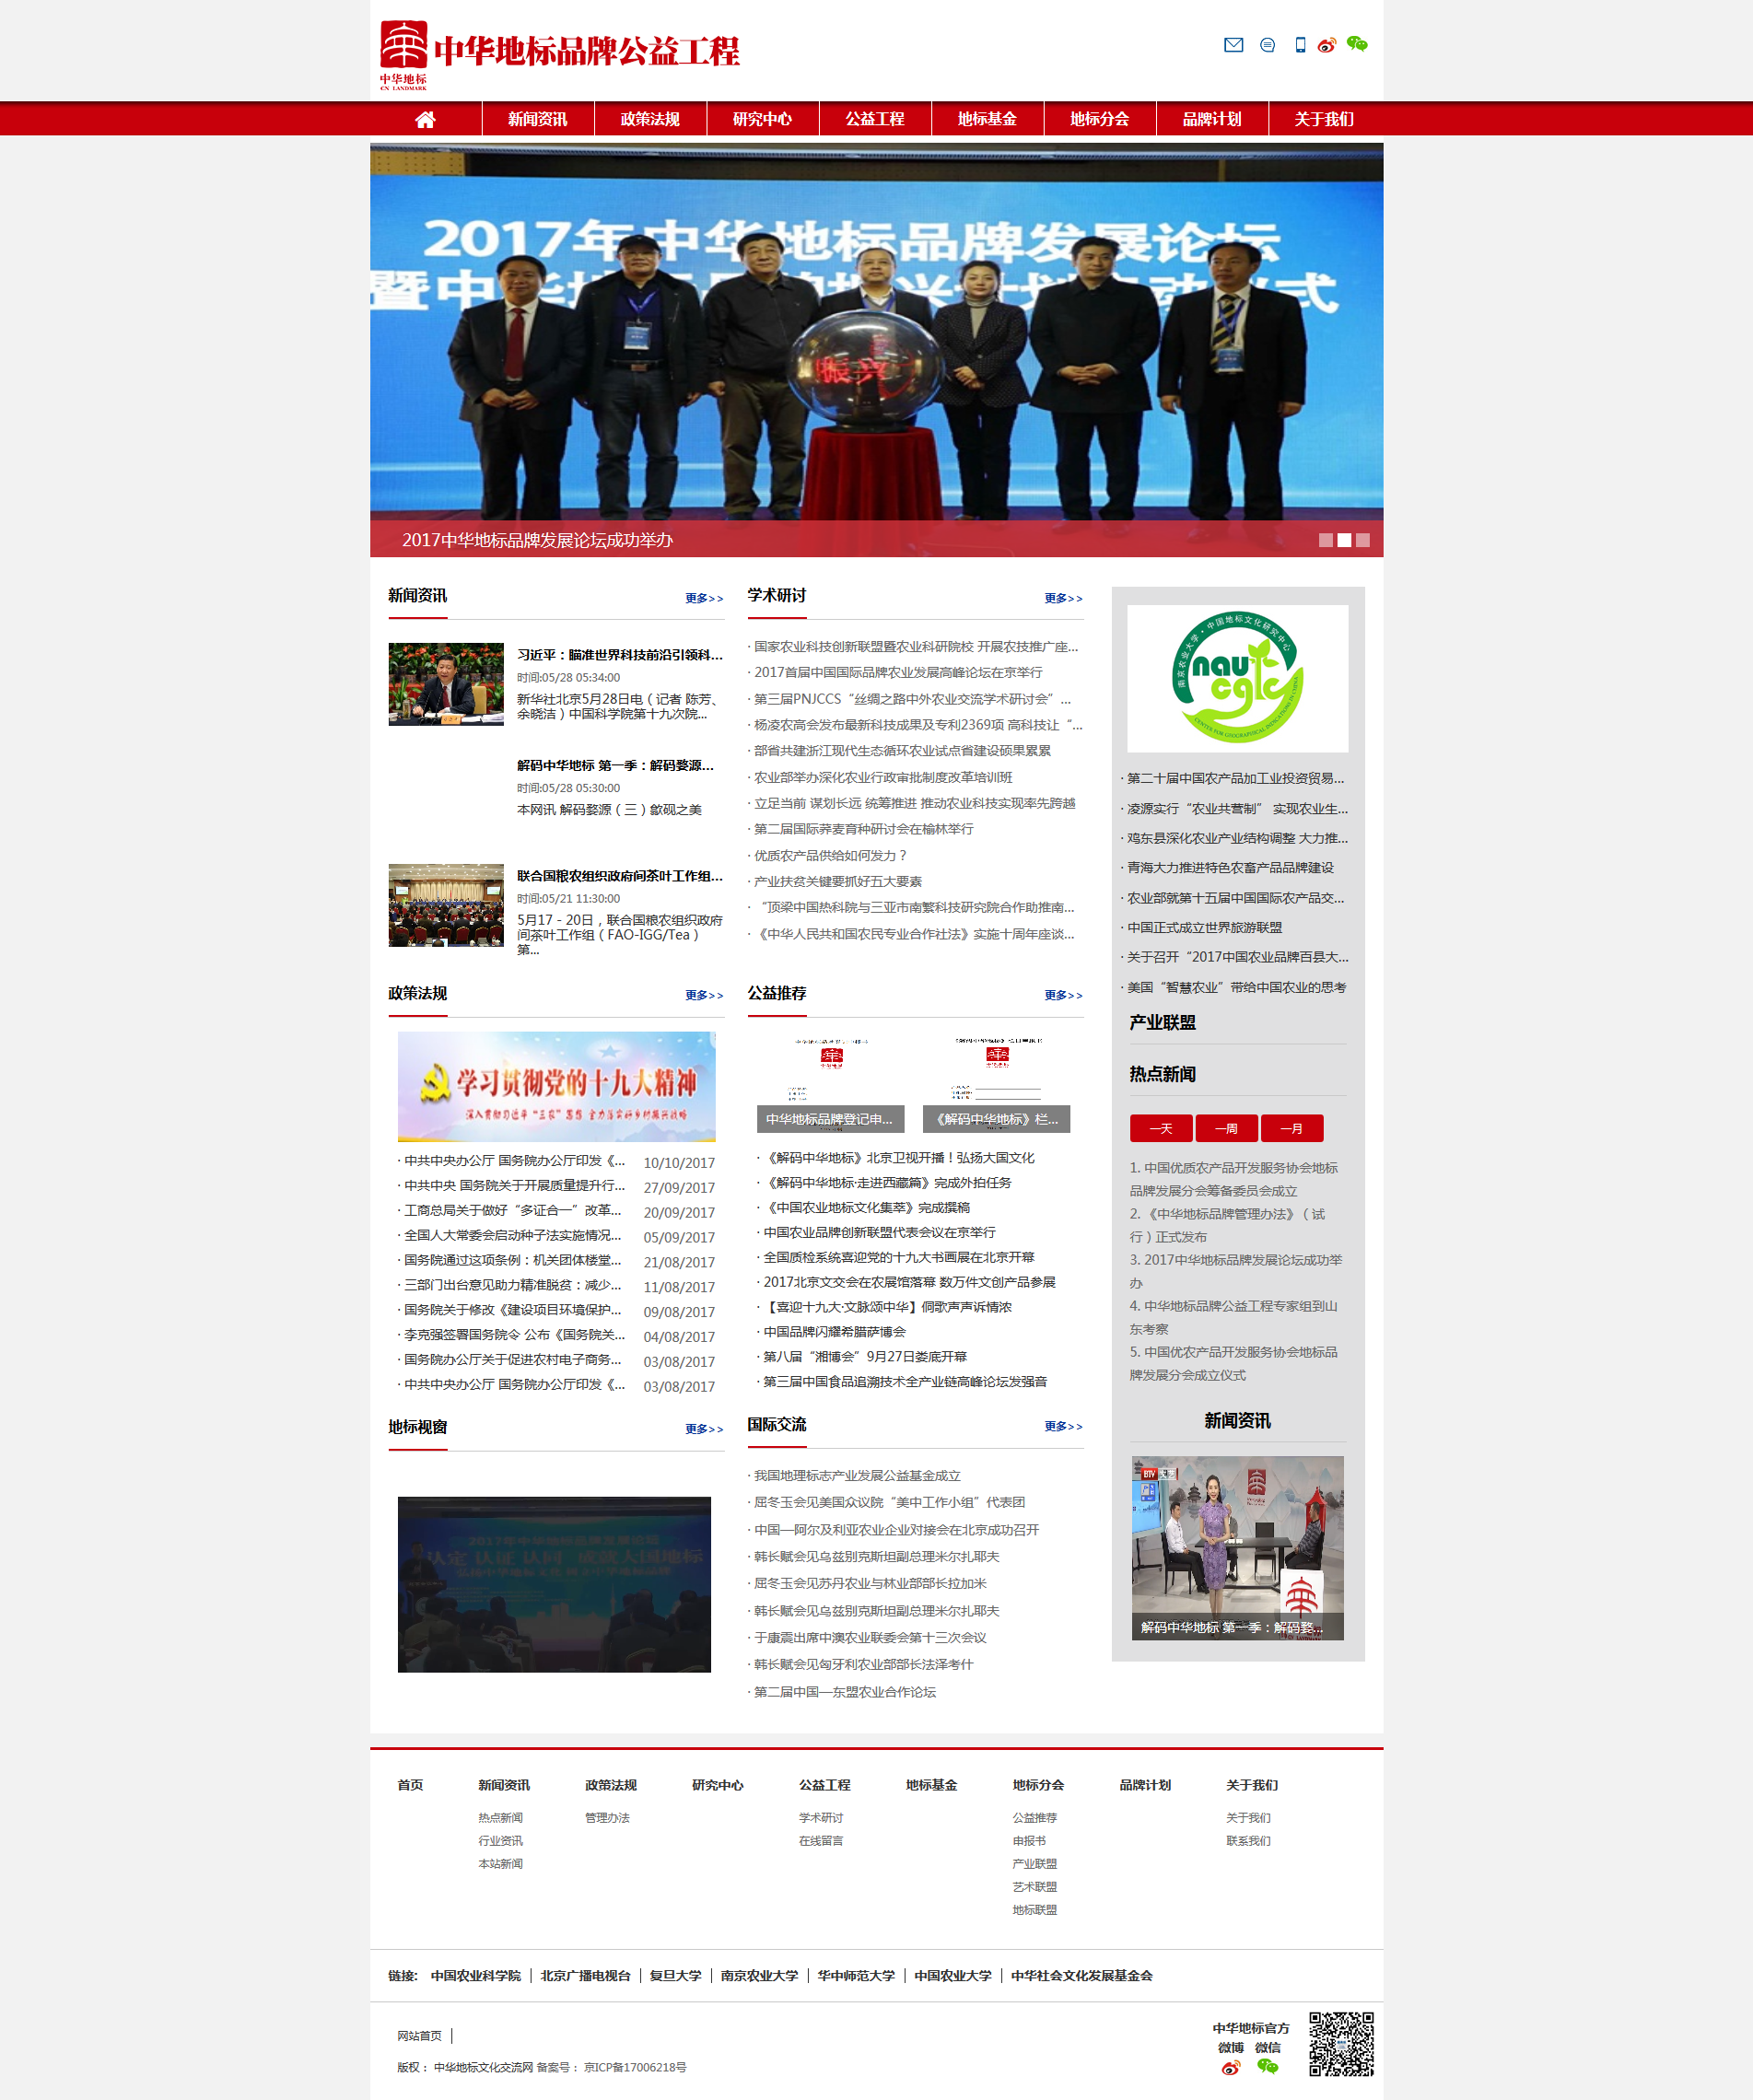 中华地标
CN LANDMARK
中华地标品牌公益工程
新闻资讯
政策法规
研究中心
公益工程
地标基金
地标分会
品牌计划
关于我们
2017年中华地标品牌发展论坛
振兴
2017中华地标品牌发展论坛成功举办
新闻资讯
更多>>
习近平：瞄准世界科技前沿引领科...
时间:05/28 05:34:00
新华社北京5月28日电（记者 陈芳、
余晓洁）中国科学院第十九次院...
解码中华地标 第一季：解码婺源...
时间:05/28 05:30:00
本网讯 解码婺源（三）歙砚之美
联合国粮农组织政府间茶叶工作组...
时间:05/21 11:30:00
5月17－20日，联合国粮农组织政府
间茶叶工作组（FAO-IGG/Tea）
第...
学术研讨
更多>>
· 国家农业科技创新联盟暨农业科研院校 开展农技推广座...
· 2017首届中国国际品牌农业发展高峰论坛在京举行
· 第三届PNJCCS“丝绸之路中外农业交流学术研讨会”...
· 杨凌农高会发布最新科技成果及专利2369项 高科技让“...
· 部省共建浙江现代生态循环农业试点省建设硕果累累
· 农业部举办深化农业行政审批制度改革培训班
· 立足当前 谋划长远 统筹推进 推动农业科技实现率先跨越
· 第二届国际荞麦育种研讨会在榆林举行
· 优质农产品供给如何发力？
· 产业扶贫关键要抓好五大要素
· “顶梁中国热科院与三亚市南繁科技研究院合作助推南...
· 《中华人民共和国农民专业合作社法》实施十周年座谈...
南京农业大学·中国地标文化研究中心
nau
cgic
CENTER FOR GEOGRAPHICAL INDICATIONS IN CHINA
· 第二十届中国农产品加工业投资贸易...
· 凌源实行“农业共营制” 实现农业生...
· 鸡东县深化农业产业结构调整 大力推...
· 青海大力推进特色农畜产品品牌建设
· 农业部就第十五届中国国际农产品交...
· 中国正式成立世界旅游联盟
· 关于召开“2017中国农业品牌百县大...
· 美国“智慧农业”带给中国农业的思考
产业联盟
热点新闻
一天
一周
一月
1. 中国优质农产品开发服务协会地标
品牌发展分会筹备委员会成立
2. 《中华地标品牌管理办法》（试
行）正式发布
3. 2017中华地标品牌发展论坛成功举
办
4. 中华地标品牌公益工程专家组到山
东考察
5. 中国优农产品开发服务协会地标品
牌发展分会成立仪式
新闻资讯
BTV
解码中华地标 第一季：解码婺...
政策法规
更多>>
学习贯彻党的十九大精神
深入贯彻习近平“三农”思想 全力落实好乡村振兴战略
· 中共中央办公厅 国务院办公厅印发《... 10/10/2017
· 中共中央 国务院关于开展质量提升行... 27/09/2017
· 工商总局关于做好“多证合一”改革... 20/09/2017
· 全国人大常委会启动种子法实施情况... 05/09/2017
· 国务院通过这项条例：机关团体楼堂... 21/08/2017
· 三部门出台意见助力精准脱贫：减少... 11/08/2017
· 国务院关于修改《建设项目环境保护... 09/08/2017
· 李克强签署国务院令 公布《国务院关... 04/08/2017
· 国务院办公厅关于促进农村电子商务... 03/08/2017
· 中共中央办公厅 国务院办公厅印发《... 03/08/2017
公益推荐
更多>>
中华地标品牌登记申...
《解码中华地标》栏...
· 《解码中华地标》北京卫视开播！弘扬大国文化
· 《解码中华地标·走进西藏篇》完成外拍任务
· 《中国农业地标文化集萃》完成撰稿
· 中国农业品牌创新联盟代表会议在京举行
· 全国质检系统喜迎党的十九大书画展在北京开幕
· 2017北京文交会在农展馆落幕 数万件文创产品参展
· 【喜迎十九大·文脉颂中华】侗歌声声诉情浓
· 中国品牌闪耀希腊萨博会
· 第八届“湘博会”9月27日娄底开幕
· 第三届中国食品追溯技术全产业链高峰论坛发强音
地标视窗
更多>>
2017年中华地标品牌发展论坛
认定 认证 认同 成就大国地标
国际交流
更多>>
· 我国地理标志产业发展公益基金成立
· 屈冬玉会见美国众议院“美中工作小组”代表团
· 中国—阿尔及利亚农业企业对接会在北京成功召开
· 韩长赋会见乌兹别克斯坦副总理米尔扎耶夫
· 屈冬玉会见苏丹农业与林业部部长拉加米
· 韩长赋会见乌兹别克斯坦副总理米尔扎耶夫
· 于康震出席中澳农业联委会第十三次会议
· 韩长赋会见匈牙利农业部部长法泽考什
· 第二届中国—东盟农业合作论坛
首页
新闻资讯
热点新闻
行业资讯
本站新闻
政策法规
管理办法
研究中心
公益工程
学术研讨
在线留言
地标基金
地标分会
公益推荐
申报书
产业联盟
艺术联盟
地标联盟
品牌计划
关于我们
关于我们
联系我们
链接: 中国农业科学院 | 北京广播电视台 | 复旦大学 | 南京农业大学 | 华中师范大学 | 中国农业大学 | 中华社会文化发展基金会
网站首页 |
版权： 中华地标文化交流网 备案号： 京ICP备17006218号
中华地标官方
微博 微信